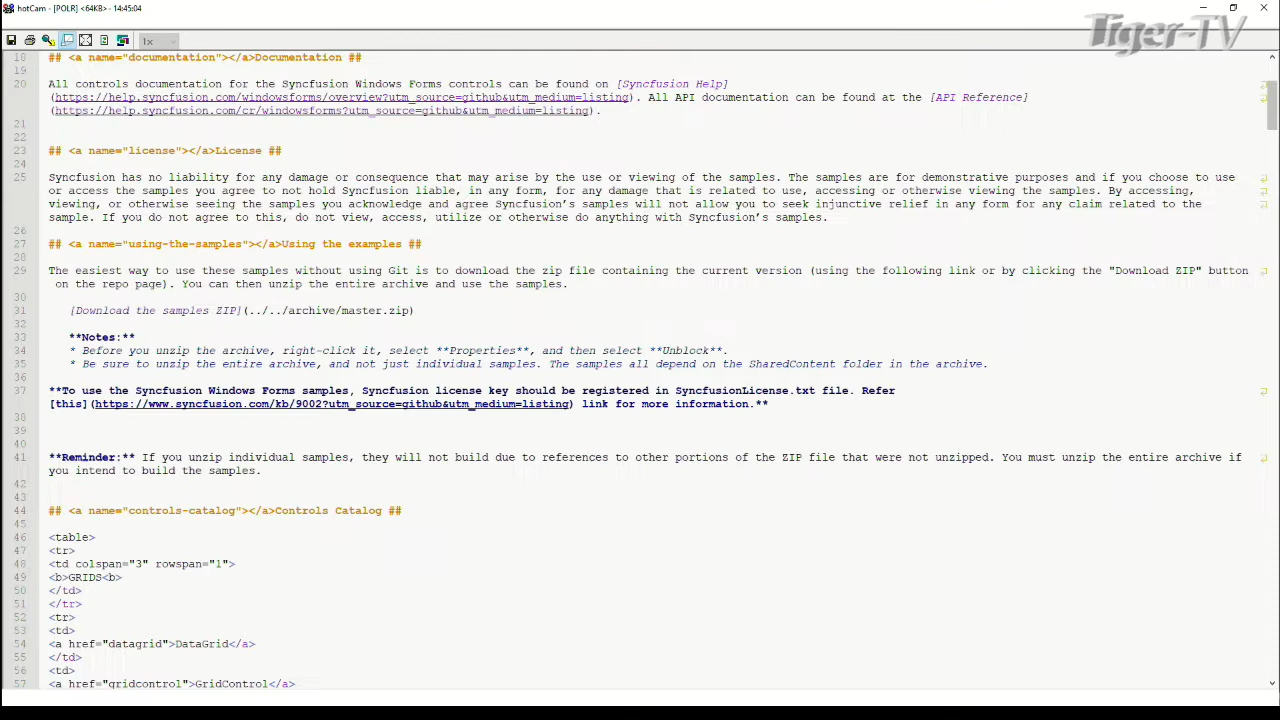 hotCam - [POLR] <64KB> - 14:45:04
Tiger-TV
1x
18 ## <a name="documentation"></a>Documentation ##
19
20 All controls documentation for the Syncfusion Windows Forms controls can be found on [Syncfusion Help]
(https://help.syncfusion.com/windowsforms/overview?utm_source=github&utm_medium=listing). All API documentation can be found at the [API Reference]
(https://help.syncfusion.com/cr/windowsforms?utm_source=github&utm_medium=listing).
21
22
23 ## <a name="license"></a>License ##
24
25 Syncfusion has no liability for any damage or consequence that may arise by the use or viewing of the samples. The samples are for demonstrative purposes and if you choose to use
or access the samples you agree to not hold Syncfusion liable, in any form, for any damage that is related to use, accessing or otherwise viewing the samples. By accessing,
viewing, or otherwise seeing the samples you acknowledge and agree Syncfusion’s samples will not allow you to seek injunctive relief in any form for any claim related to the
sample. If you do not agree to this, do not view, access, utilize or otherwise do anything with Syncfusion’s samples.
26
27 ## <a name="using-the-samples"></a>Using the examples ##
28
29 The easiest way to use these samples without using Git is to download the zip file containing the current version (using the following link or by clicking the "Download ZIP" button
on the repo page). You can then unzip the entire archive and use the samples.
30
31 [Download the samples ZIP](../../archive/master.zip)
32
33 **Notes:**
34 * Before you unzip the archive, right-click it, select **Properties**, and then select **Unblock**.
35 * Be sure to unzip the entire archive, and not just individual samples. The samples all depend on the SharedContent folder in the archive.
36
37 **To use the Syncfusion Windows Forms samples, Syncfusion license key should be registered in SyncfusionLicense.txt file. Refer
[this](https://www.syncfusion.com/kb/9002?utm_source=github&utm_medium=listing) link for more information.**
38
39
40
41 **Reminder:** If you unzip individual samples, they will not build due to references to other portions of the ZIP file that were not unzipped. You must unzip the entire archive if
you intend to build the samples.
42
43
44 ## <a name="controls-catalog"></a>Controls Catalog ##
45
46 <table>
47 <tr>
48 <td colspan="3" rowspan="1">
49 <b>GRIDS<b>
50 </td>
51 </tr>
52 <tr>
53 <td>
54 <a href="datagrid">DataGrid</a>
55 </td>
56 <td>
57 <a href="gridcontrol">GridControl</a>